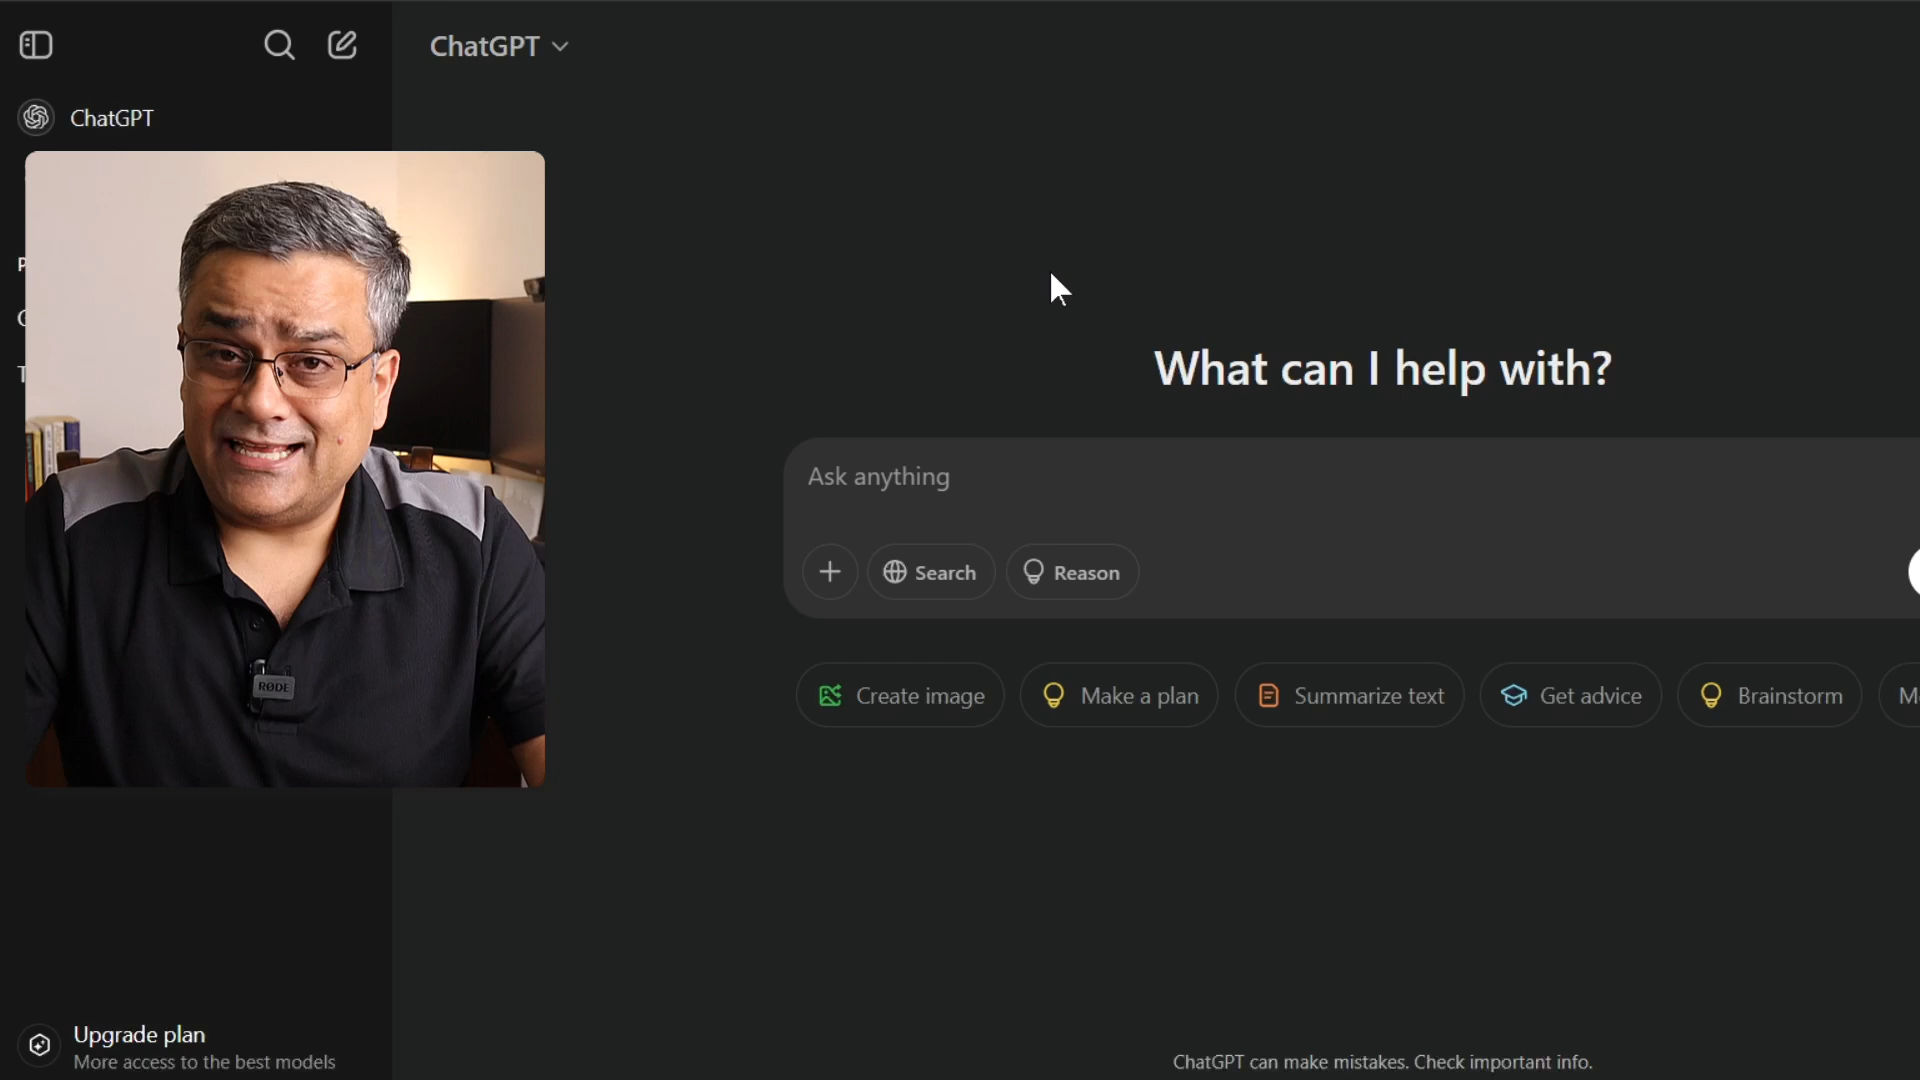 ChatGPT
ChatGPT
RØDE
What can I help with?
Ask anything
Search
Reason
Create image
Make a plan
Summarize text
Get advice
Brainstorm
Upgrade plan
More access to the best models
ChatGPT can make mistakes. Check important info.